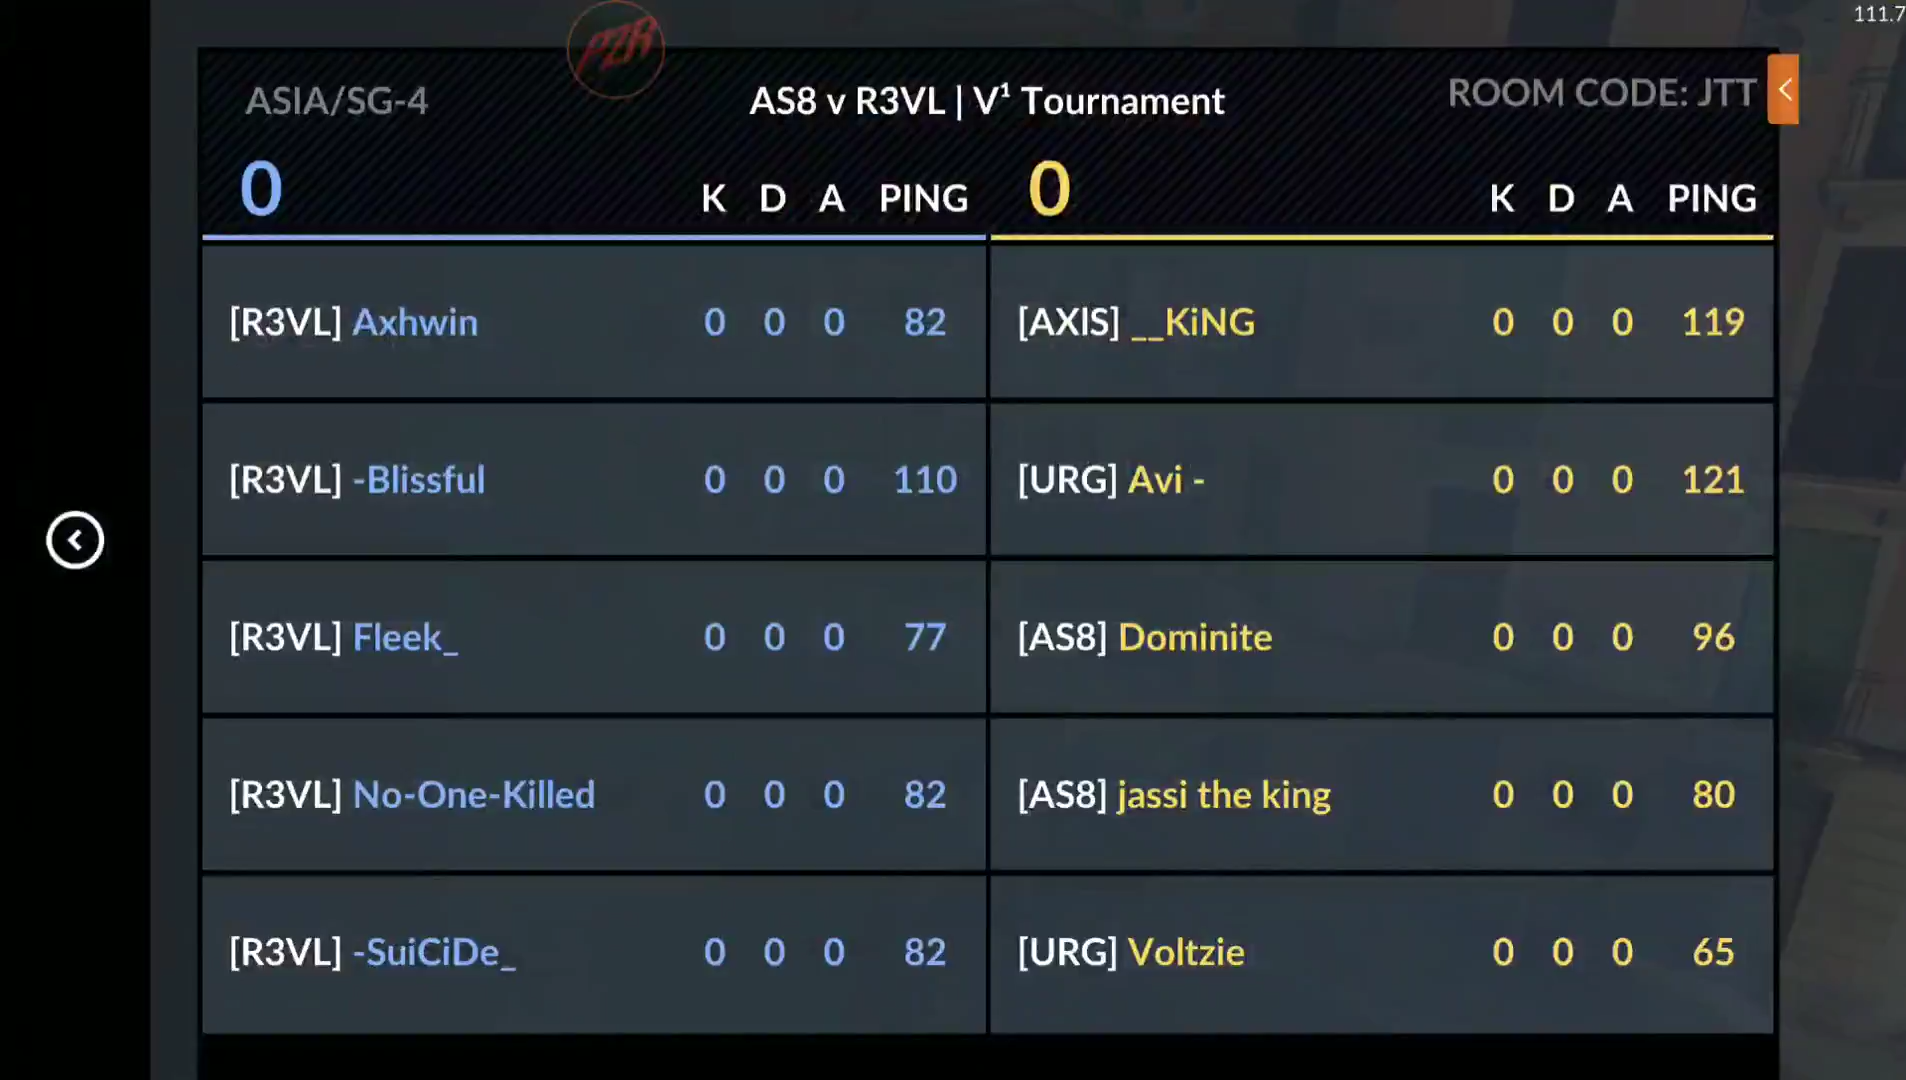 111.7
PZR
ASIA/SG-4
AS8 v R3VL | V¹ Tournament
ROOM CODE: JTT
0 K D A PING
0 K D A PING
[R3VL] Axhwin 0 0 0 82
[AXIS] __KiNG 0 0 0 119
[R3VL] -Blissful 0 0 0 110
[URG] Avi - 0 0 0 121
[R3VL] Fleek_ 0 0 0 77
[AS8] Dominite 0 0 0 96
[R3VL] No-One-Killed 0 0 0 82
[AS8] jassi the king 0 0 0 80
[R3VL] -SuiCiDe_ 0 0 0 82
[URG] Voltzie 0 0 0 65